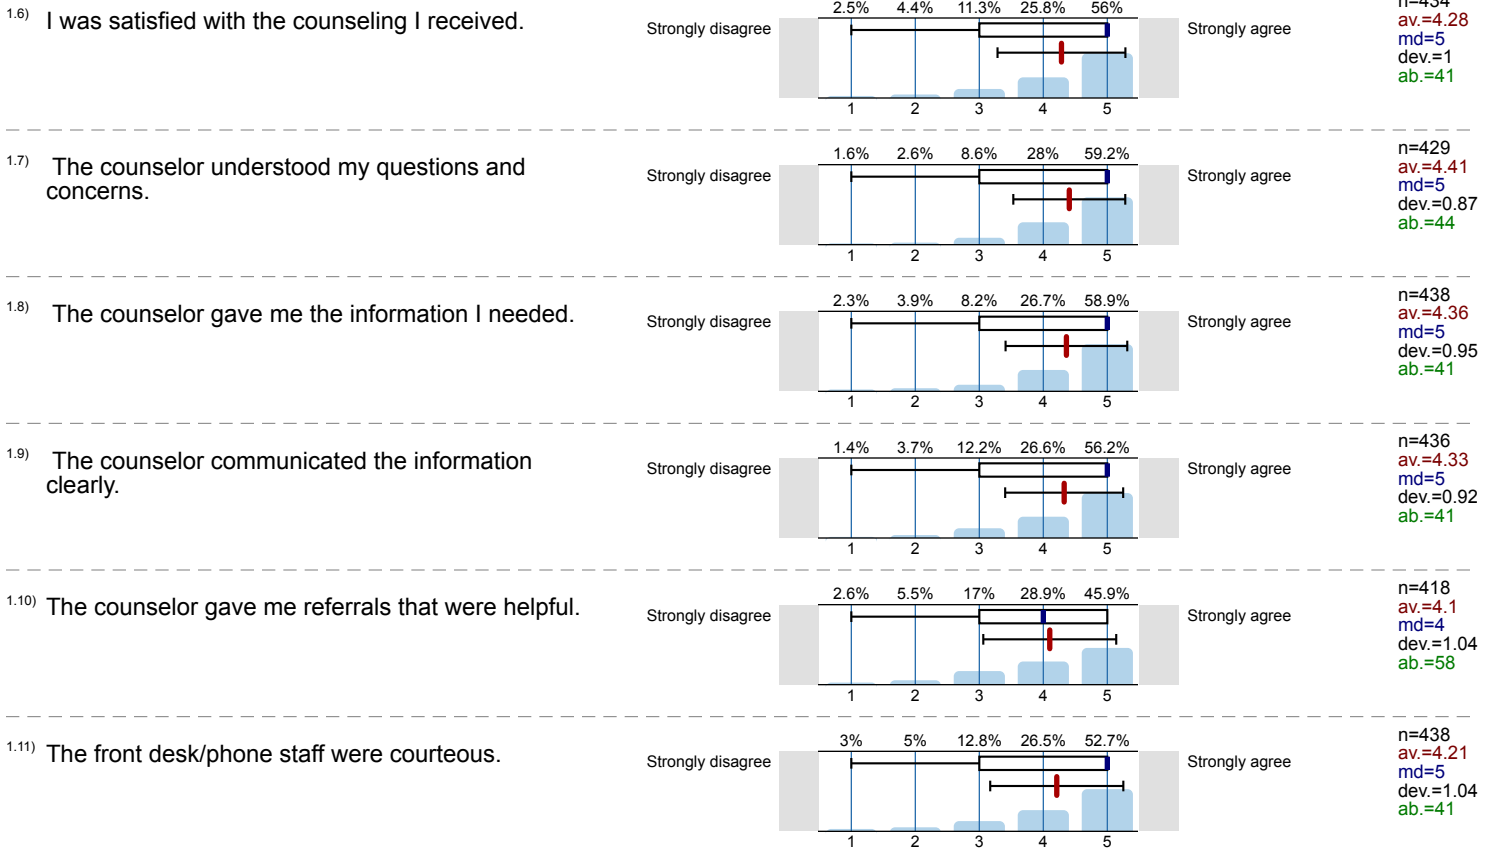 1.6) I was satisfied with the counseling I received.
Strongly disagree
2.5% 4.4% 11.3% 25.8% 56%
1 2 3 4 5
Strongly agree
n=434
av.=4.28
md=5
dev.=1
ab.=41
1.7) The counselor understood my questions and
concerns.
Strongly disagree
1.6% 2.6% 8.6% 28% 59.2%
1 2 3 4 5
Strongly agree
n=429
av.=4.41
md=5
dev.=0.87
ab.=44
1.8) The counselor gave me the information I needed.
Strongly disagree
2.3% 3.9% 8.2% 26.7% 58.9%
1 2 3 4 5
Strongly agree
n=438
av.=4.36
md=5
dev.=0.95
ab.=41
1.9) The counselor communicated the information
clearly.
Strongly disagree
1.4% 3.7% 12.2% 26.6% 56.2%
1 2 3 4 5
Strongly agree
n=436
av.=4.33
md=5
dev.=0.92
ab.=41
1.10) The counselor gave me referrals that were helpful.
Strongly disagree
2.6% 5.5% 17% 28.9% 45.9%
1 2 3 4 5
Strongly agree
n=418
av.=4.1
md=4
dev.=1.04
ab.=58
1.11) The front desk/phone staff were courteous.
Strongly disagree
3% 5% 12.8% 26.5% 52.7%
1 2 3 4 5
Strongly agree
n=438
av.=4.21
md=5
dev.=1.04
ab.=41